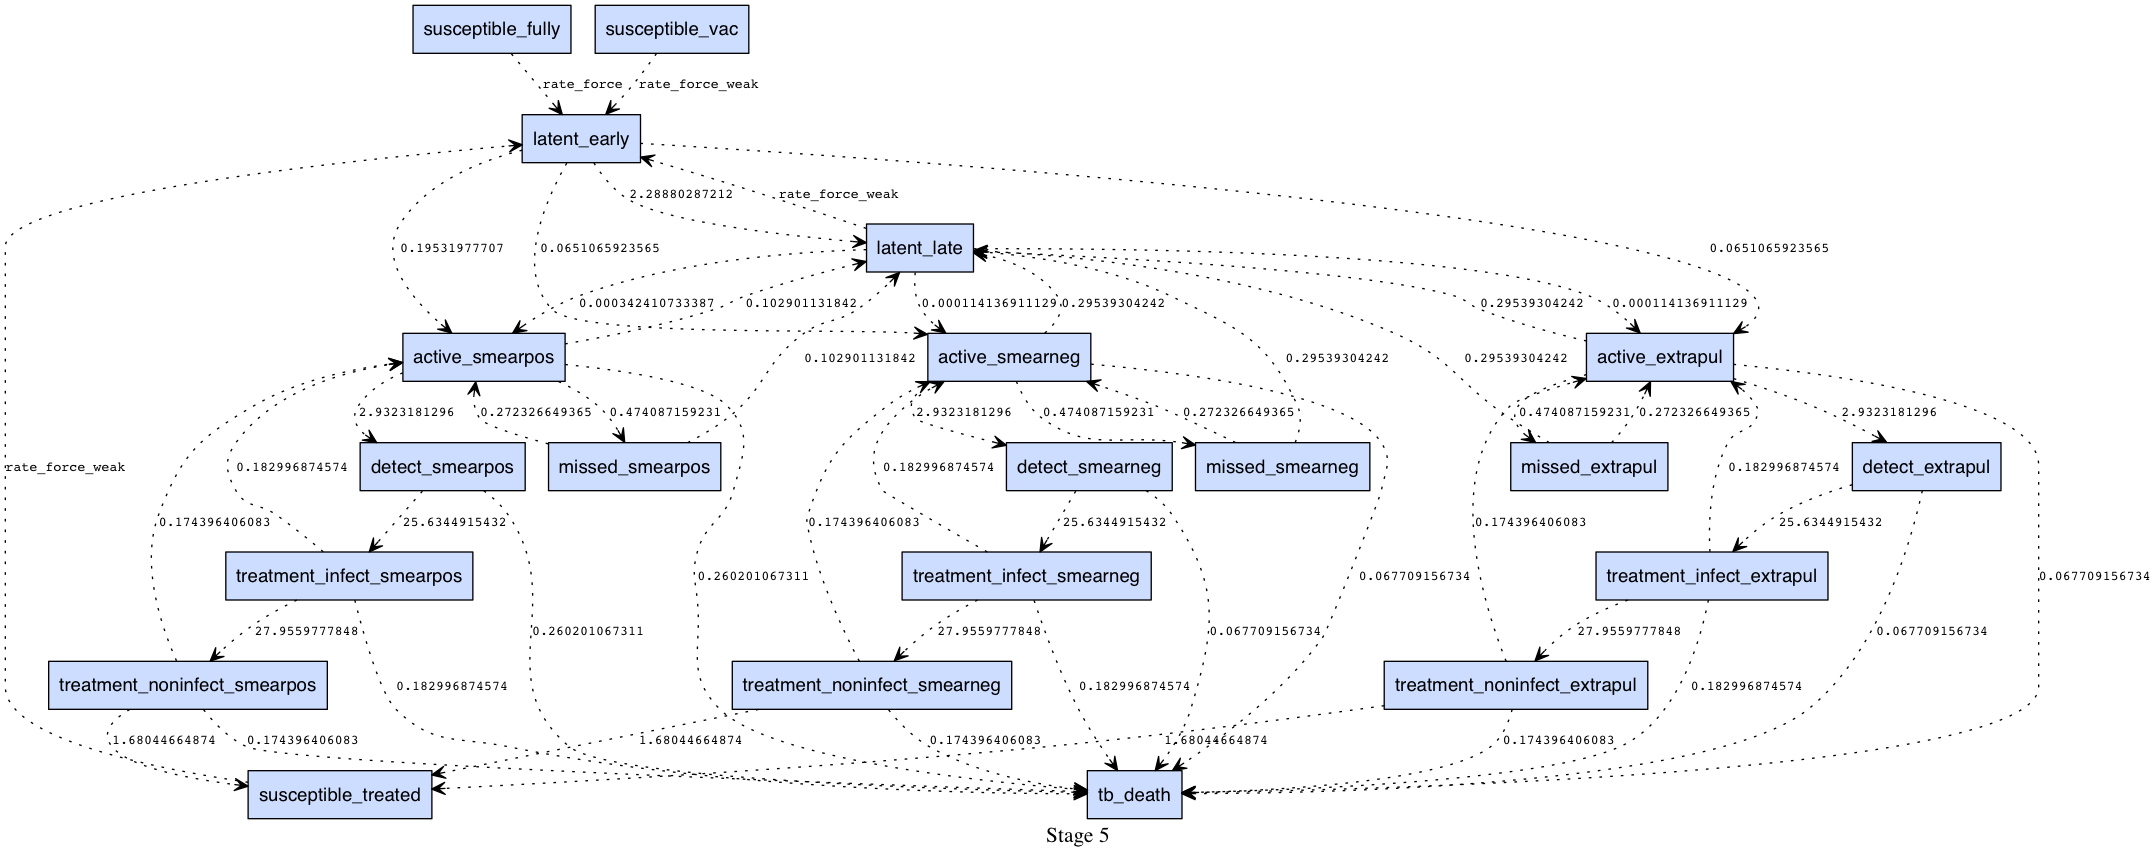 susceptible_fully susceptible_vac
rate_force rate_force_weak
latent_early
2.28880287212 rate_force_weak
0.19531977707 0.0651065923565 latent_late 0.0651065923565
0.000342410733387 0.102901131842 0.000114136911129 0.29539304242 0.29539304242 0.000114136911129
active_smearpos 0.102901131842 active_smearneg 0.29539304242 0.29539304242 active_extrapul
2.9323181296 0.272326649365 0.474087159231 2.9323181296 0.474087159231 0.272326649365 0.474087159231 0.272326649365 2.9323181296
rate_force_weak 0.182996874574 detect_smearpos missed_smearpos 0.182996874574 detect_smearneg missed_smearneg missed_extrapul 0.182996874574 detect_extrapul
0.174396406083 25.6344915432 0.174396406083 25.6344915432 0.174396406083 25.6344915432
treatment_infect_smearpos 0.260201067311 treatment_infect_smearneg 0.067709156734 treatment_infect_extrapul 0.067709156734
27.9559777848 0.260201067311 27.9559777848 0.067709156734 27.9559777848 0.067709156734
treatment_noninfect_smearpos 0.182996874574 treatment_noninfect_smearneg 0.182996874574 treatment_noninfect_extrapul 0.182996874574
1.68044664874 0.174396406083 1.68044664874 0.174396406083 1.68044664874 0.174396406083
susceptible_treated tb_death
Stage 5